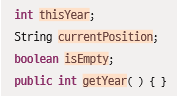 int thisYear;
String currentPosition;
boolean isEmpty;
public int getYear( ) { }